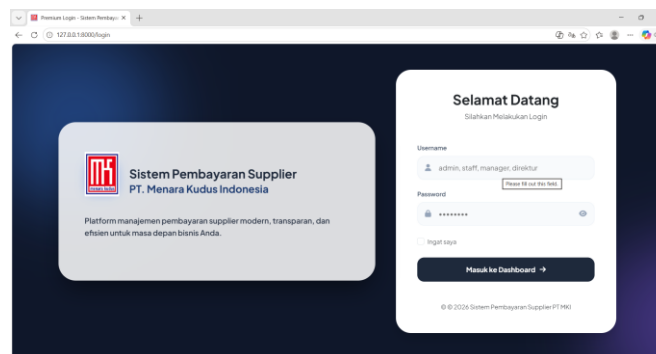 Premium Login - Sistem Pembaya
127.0.0.1:8000/login
Sistem Pembayaran Supplier
PT. Menara Kudus Indonesia
Platform manajemen pembayaran supplier modern, transparan, dan
efisien untuk masa depan bisnis Anda.
Selamat Datang
Silahkan Melakukan Login
Username
admin, staff, manager, direktur
Please fill out this field.
Password
Ingat saya
Masuk ke Dashboard →
© © 2026 Sistem Pembayaran Supplier PT MKI